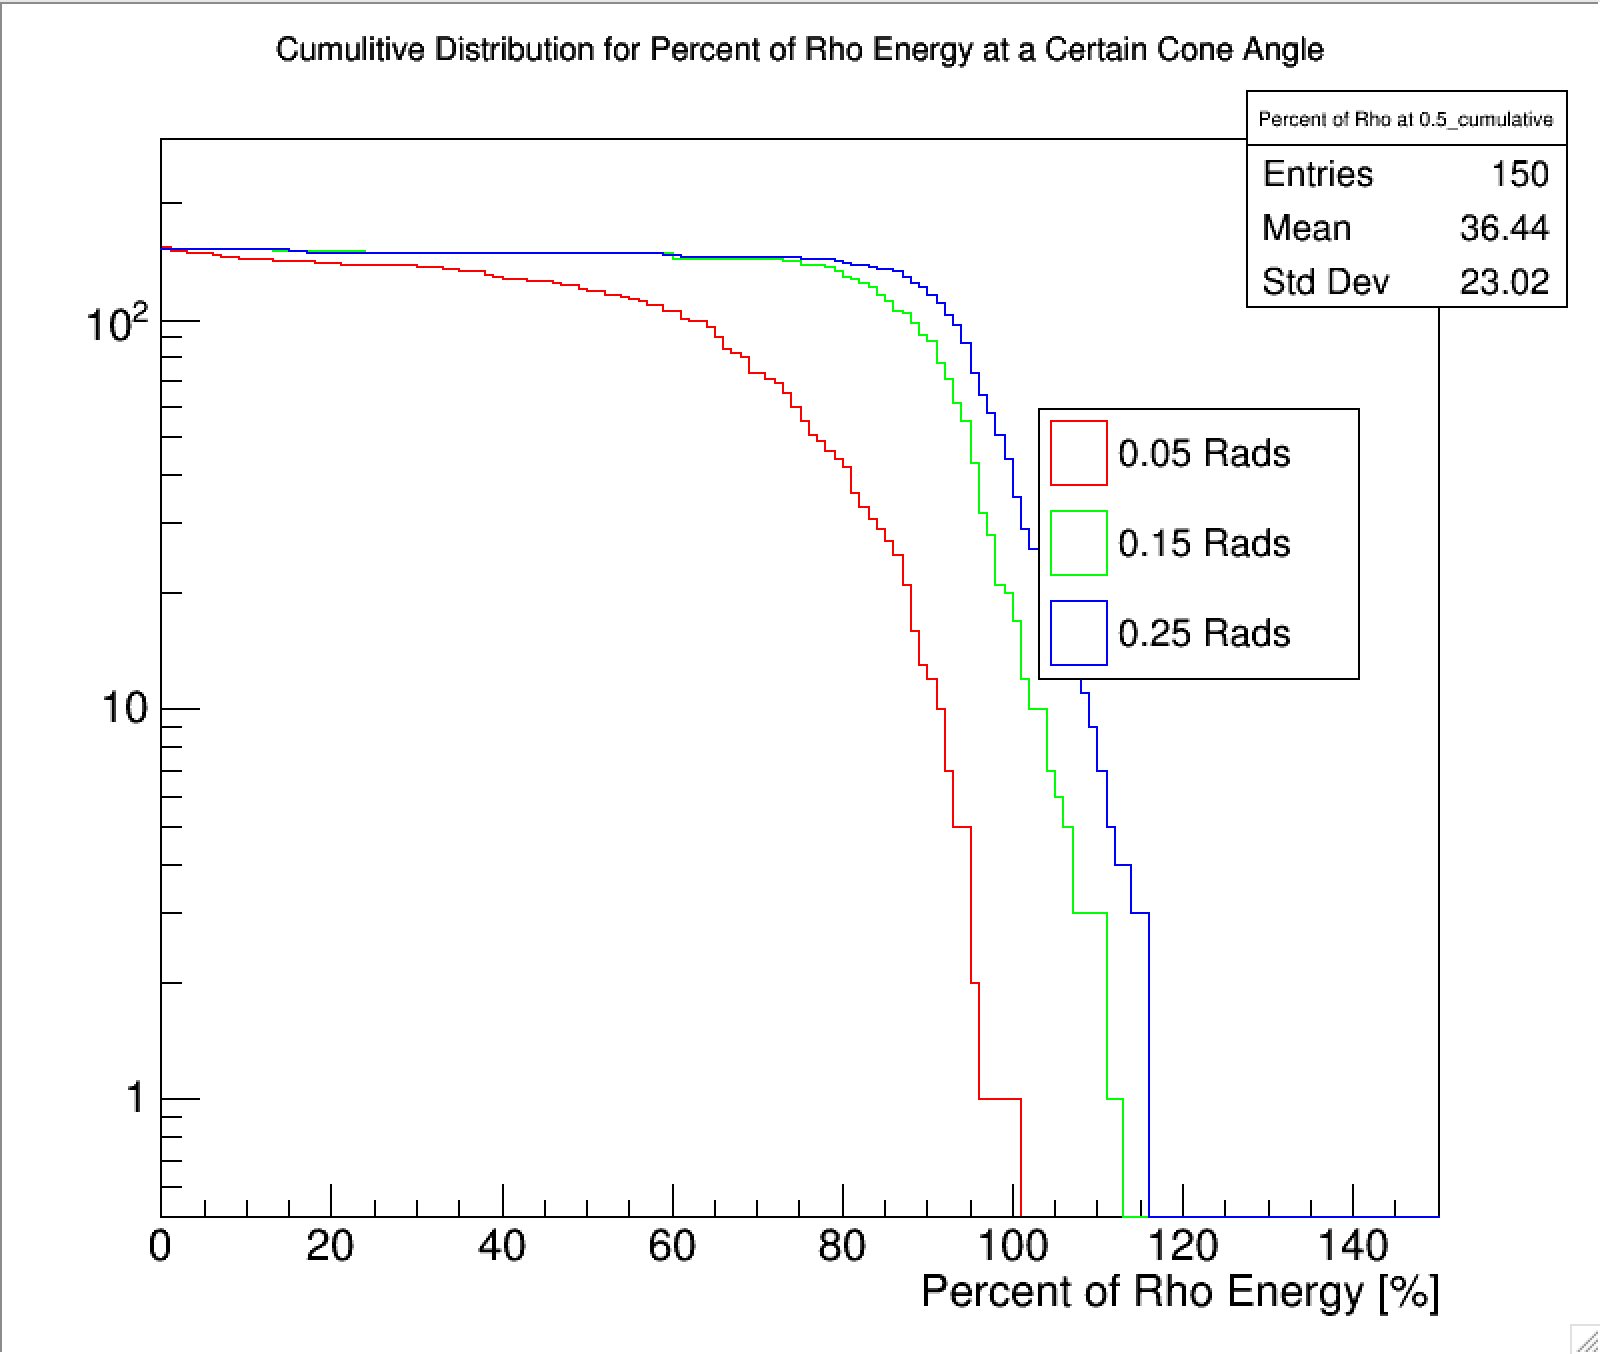 Cumulitive Distribution for Percent of Rho Energy at a Certain Cone Angle
Percent of Rho at 0.5_cumulative
Entries 150
Mean 36.44
Std Dev 23.02
10²
10
1
0.05 Rads
0.15 Rads
0.25 Rads
0 20 40 60 80 100 120 140
Percent of Rho Energy [%]